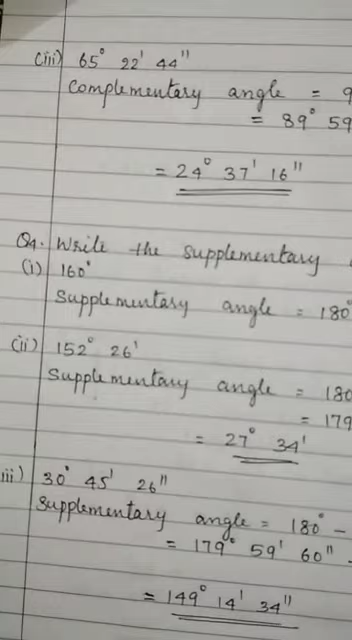 (iii) 65° 22' 44"
Complementary angle = 9
= 89° 59
= 24° 37' 16"
Q4. Write the supplementary
(i) 160°
Supplementary angle = 180°
(ii) 152° 26'
Supplementary angle = 180
= 179
= 27° 34'
iii) 30° 45' 26"
Supplementary angle = 180° -
= 179° 59' 60" -
= 149° 14' 34"